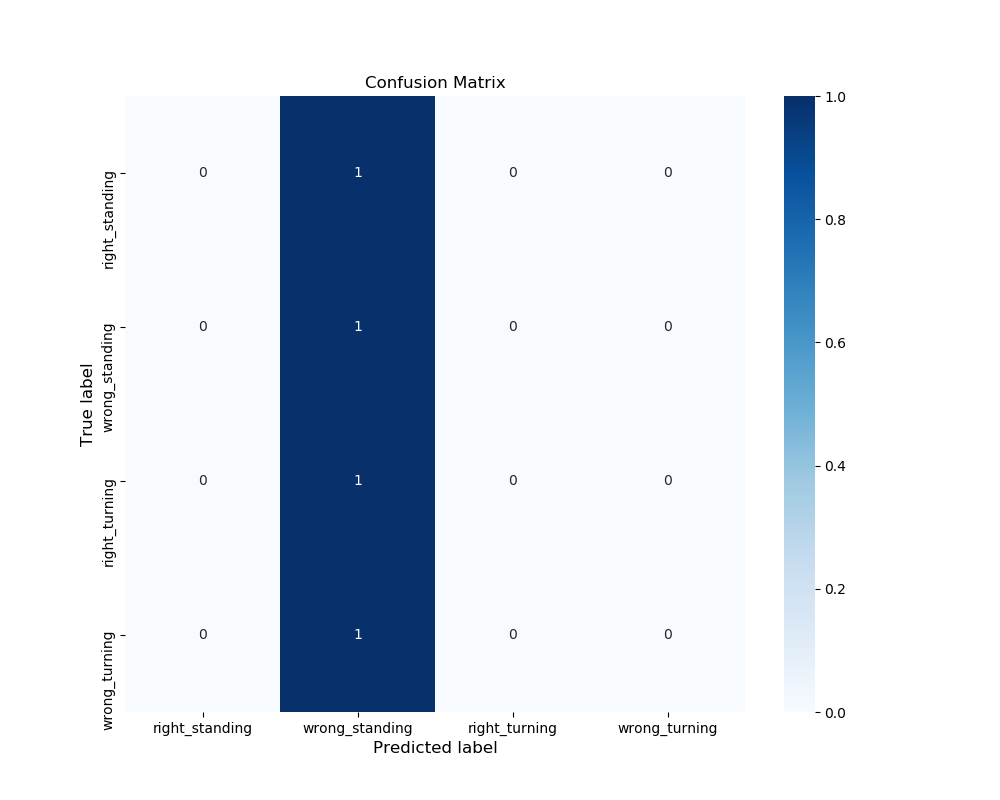 Confusion Matrix
True label
right_standing
0 1 0 0
wrong_standing
0 1 0 0
right_turning
0 1 0 0
wrong_turning
0 1 0 0
right_standing wrong_standing right_turning wrong_turning
Predicted label
1.0
0.8
0.6
0.4
0.2
0.0